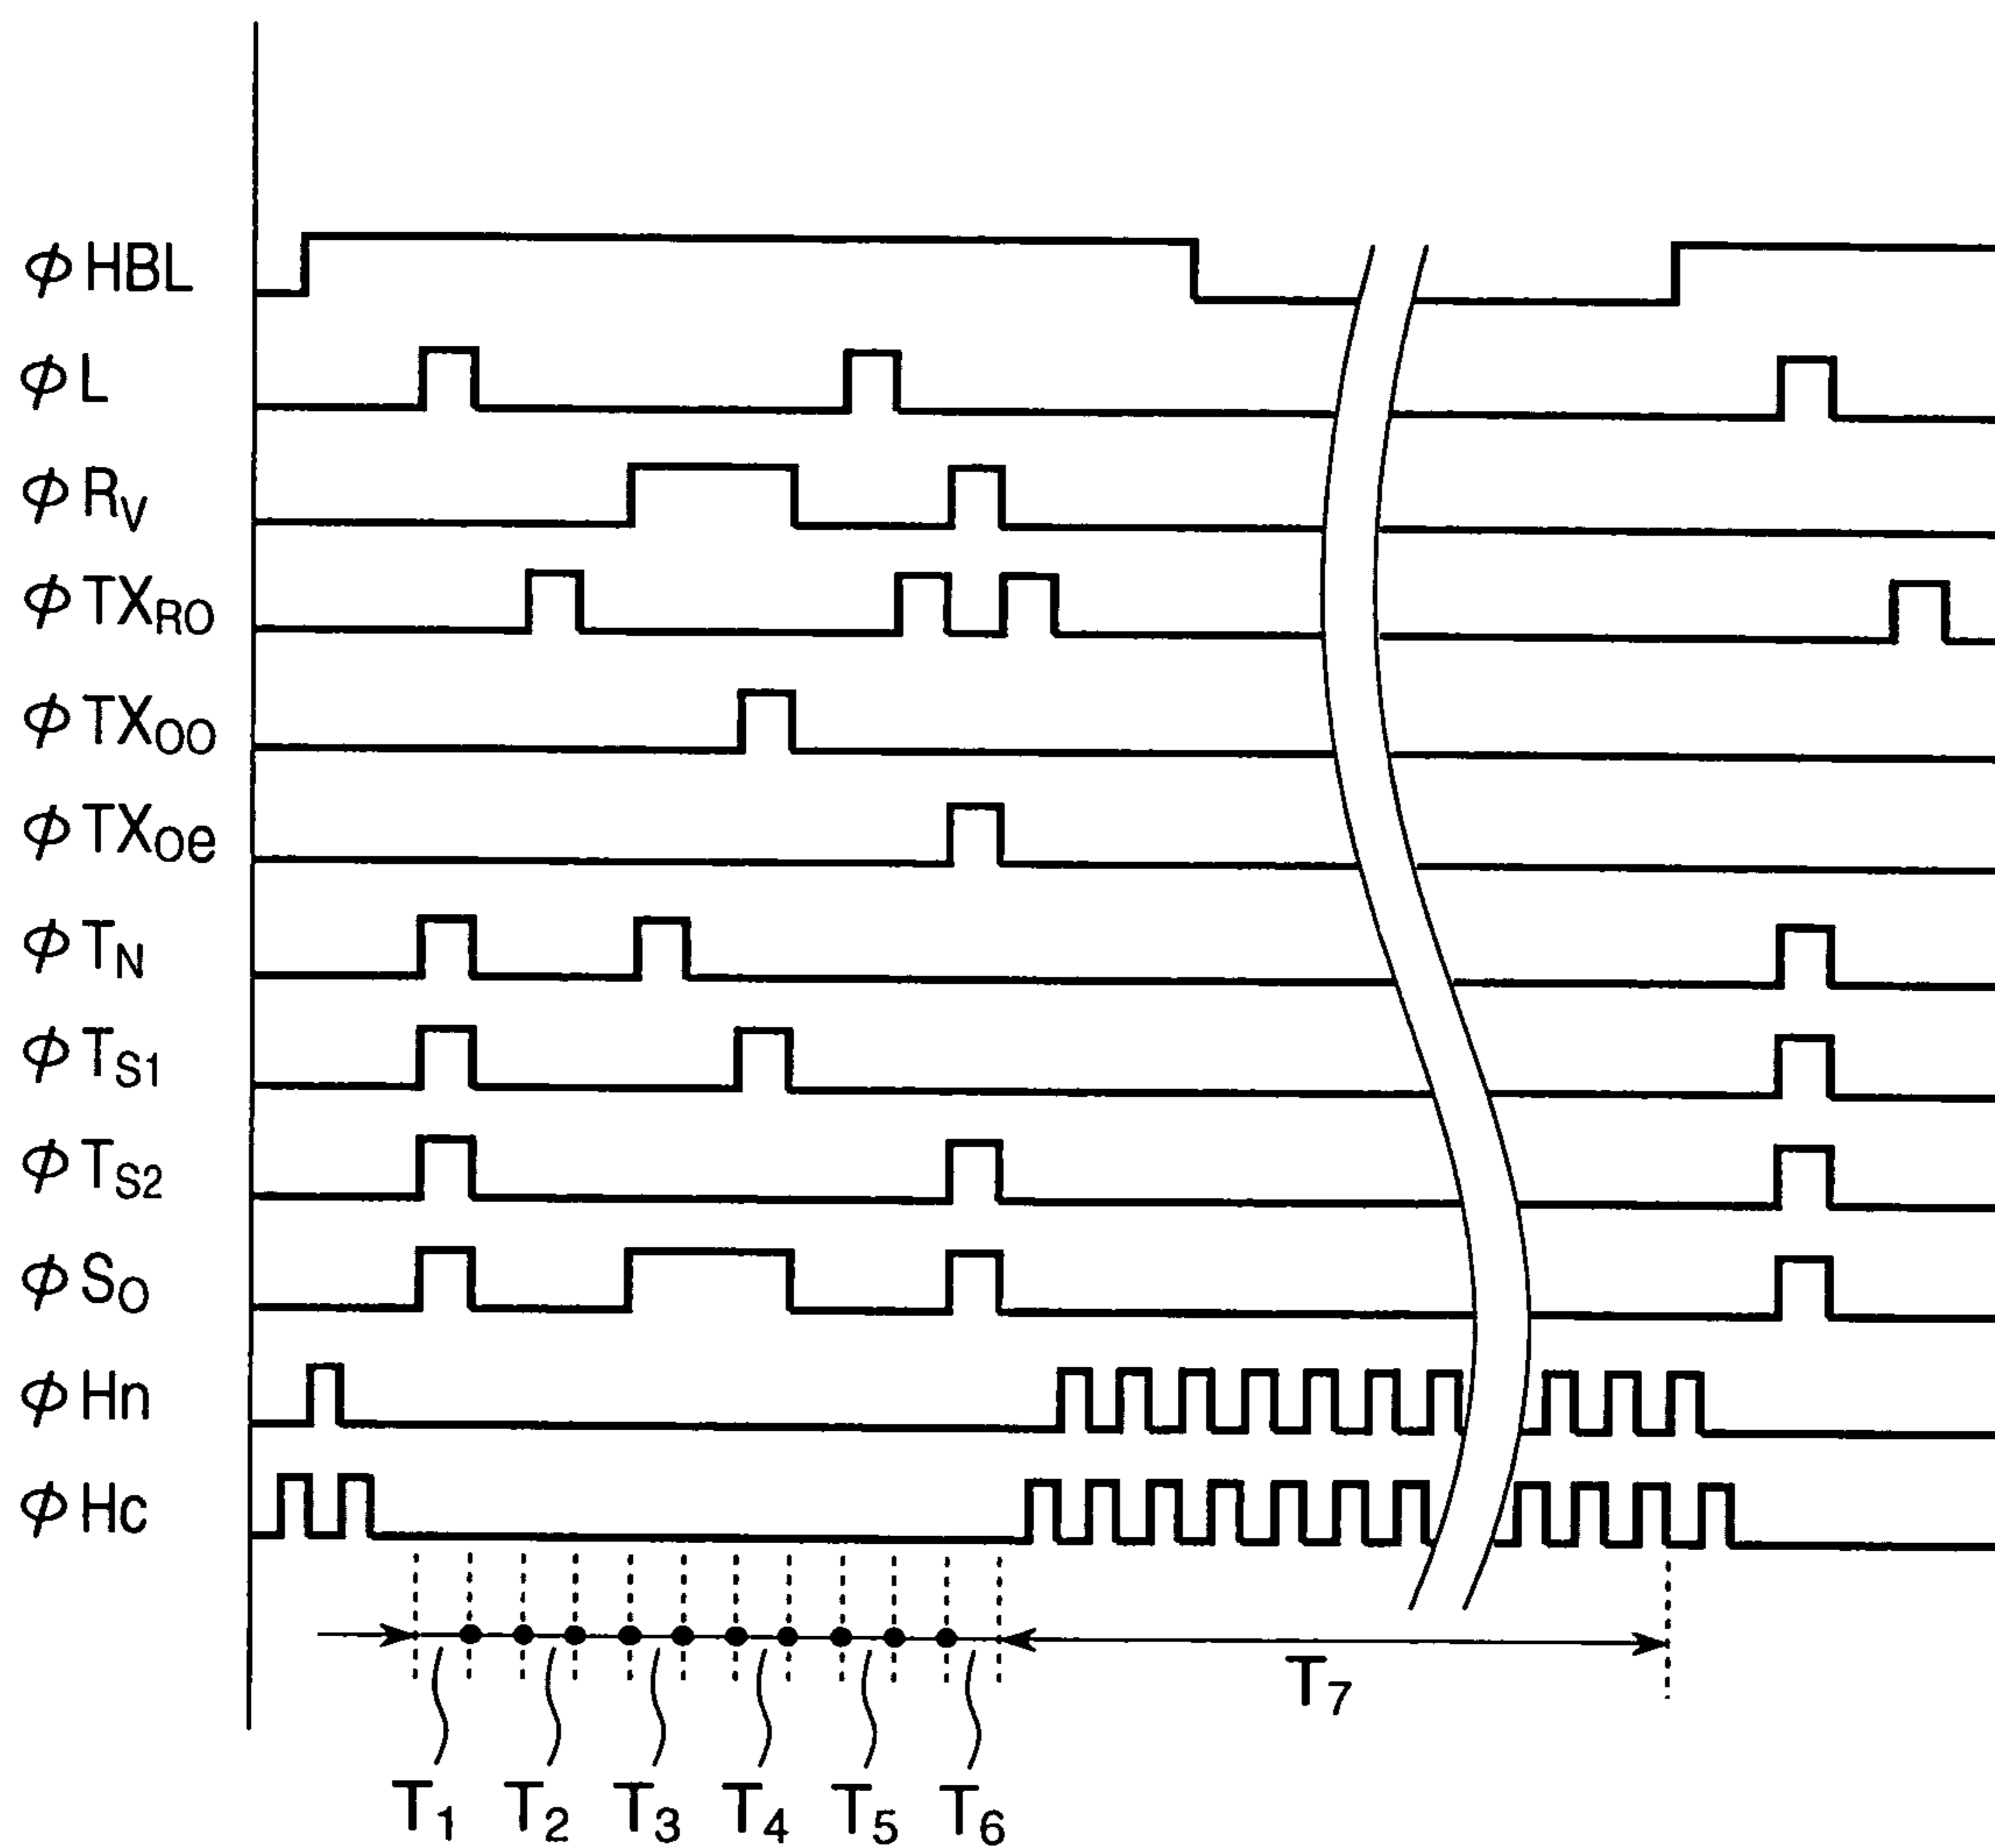 φHBL
φL
φRV
φTXRO
φTXOO
φTXOe
φTN
φTS1
φTS2
φSO
φHn
φHc
T7
T1 T2 T3 T4 T5 T6